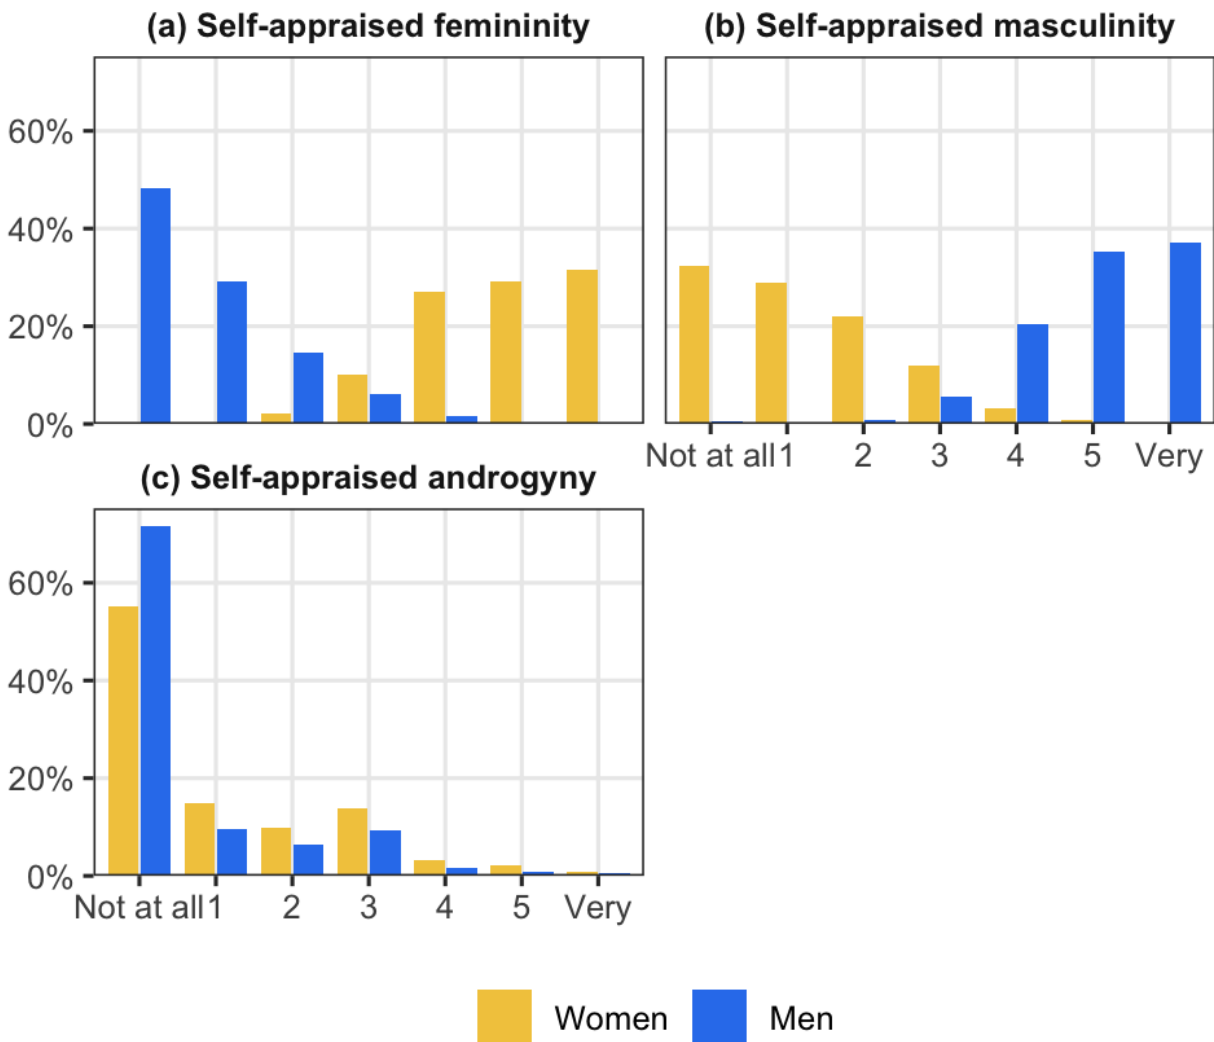 (a) Self-appraised femininity
(b) Self-appraised masculinity
60%
40%
20%
0%
Not at all 1 2 3 4 5 Very
(c) Self-appraised androgyny
60%
40%
20%
0%
Not at all 1 2 3 4 5 Very
Women Men